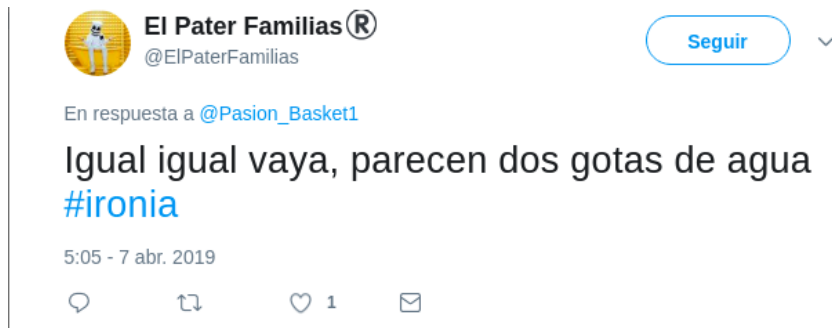 El Pater Familias®
@ElPaterFamilias
Seguir
En respuesta a @Pasion_Basket1
Igual igual vaya, parecen dos gotas de agua
#ironia
5:05 - 7 abr. 2019
1